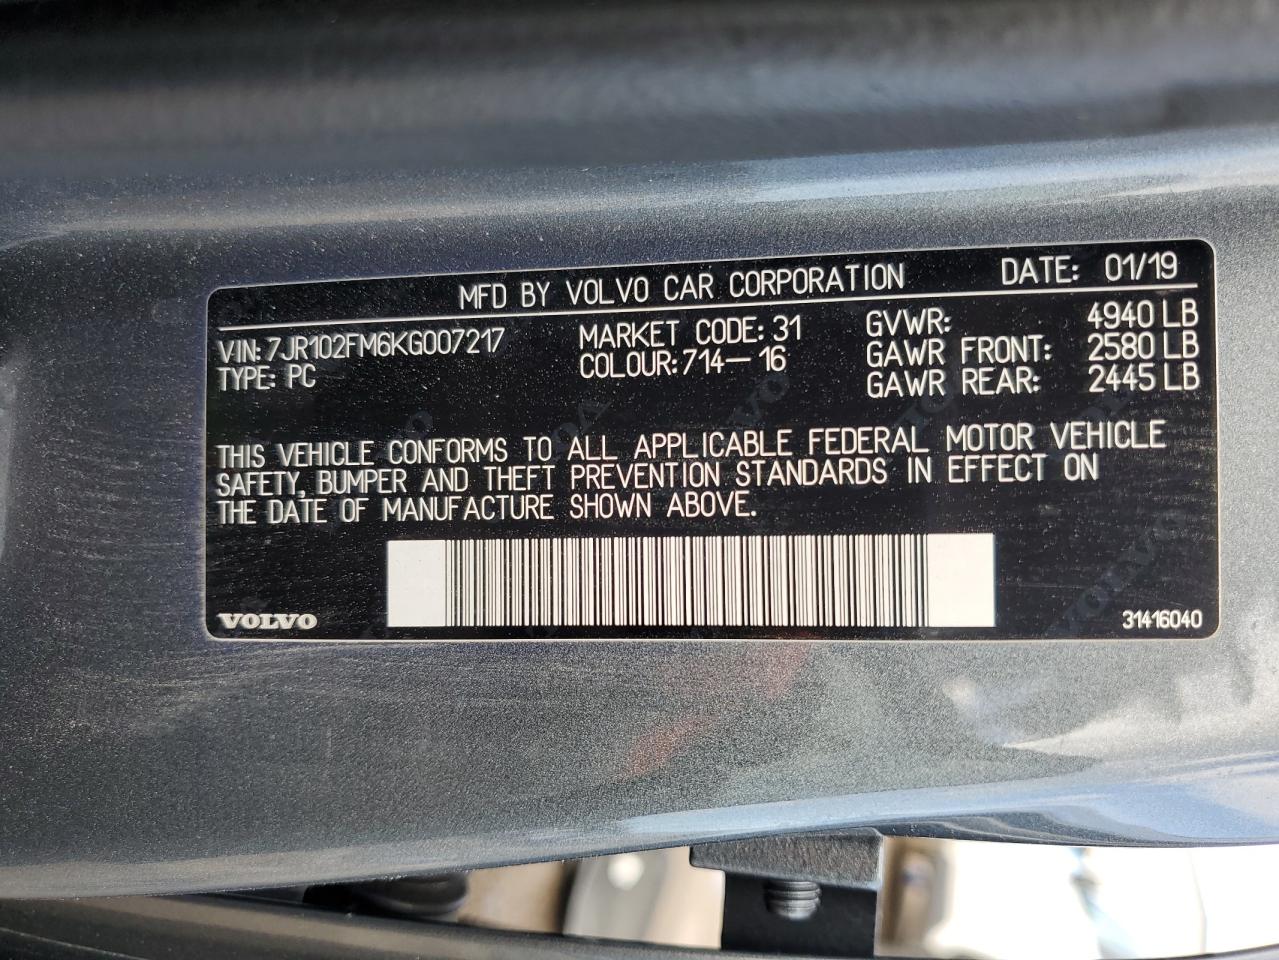 MFD BY VOLVO CAR CORPORATION DATE: 01/19
VIN: 7JR102FM6KG007217 MARKET CODE: 31 GVWR: 4940 LB
TYPE: PC COLOUR: 714-16 GAWR FRONT: 2580 LB
GAWR REAR: 2445 LB
THIS VEHICLE CONFORMS TO ALL APPLICABLE FEDERAL MOTOR VEHICLE
SAFETY, BUMPER AND THEFT PREVENTION STANDARDS IN EFFECT ON
THE DATE OF MANUFACTURE SHOWN ABOVE.
VOLVO 31416040